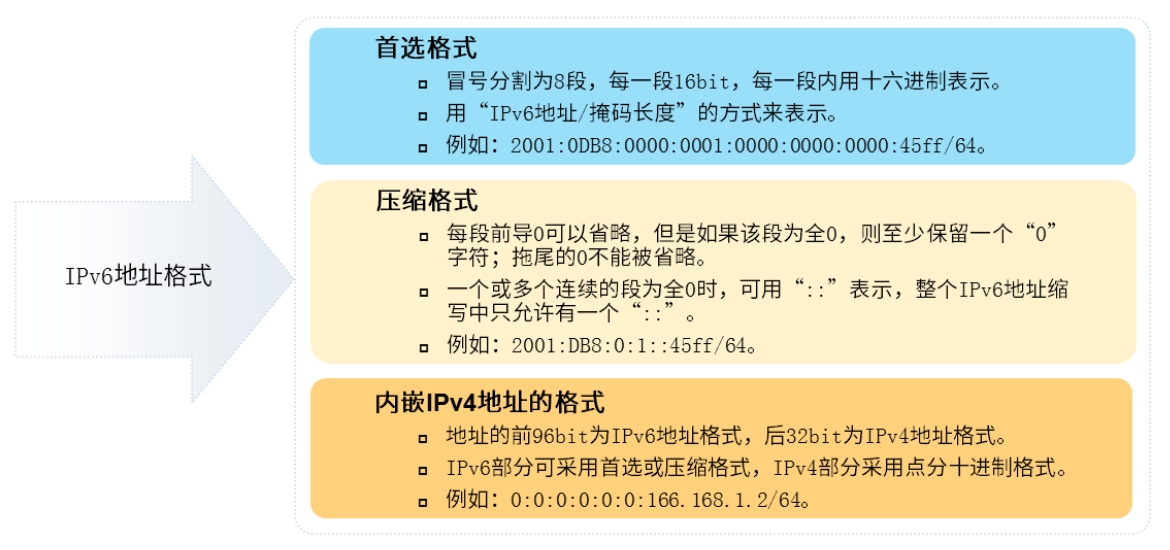 IPv6地址格式
首选格式
冒号分割为8段，每一段16bit，每一段内用十六进制表示。
用“IPv6地址/掩码长度”的方式来表示。
例如：2001:0DB8:0000:0001:0000:0000:0000:45ff/64。
压缩格式
每段前导0可以省略，但是如果该段为全0，则至少保留一个“0”
字符；拖尾的0不能被省略。
一个或多个连续的段为全0时，可用“::”表示，整个IPv6地址缩
写中只允许有一个“::”。
例如：2001:DB8:0:1::45ff/64。
内嵌IPv4地址的格式
地址的前96bit为IPv6地址格式，后32bit为IPv4地址格式。
IPv6部分可采用首选或压缩格式，IPv4部分采用点分十进制格式。
例如：0:0:0:0:0:0:166.168.1.2/64。